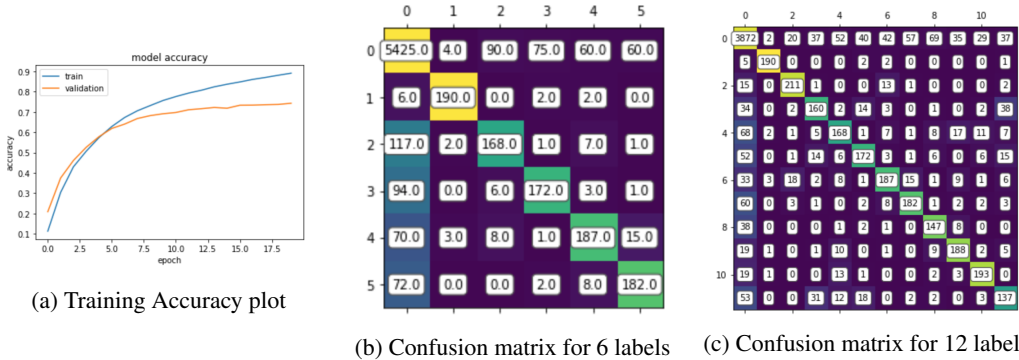 model accuracy
train
validation
0.9
0.8
0.7
0.6
0.5
0.4
0.3
0.2
0.1
accuracy
0.0 2.5 5.0 7.5 10.0 12.5 15.0 17.5
epoch
(a) Training Accuracy plot
0 1 2 3 4 5
0 5425.0 4.0 90.0 75.0 60.0 60.0
1 6.0 190.0 0.0 2.0 2.0 0.0
2 117.0 2.0 168.0 1.0 7.0 1.0
3 94.0 0.0 6.0 172.0 3.0 1.0
4 70.0 3.0 8.0 1.0 187.0 15.0
5 72.0 0.0 0.0 2.0 8.0 182.0
(b) Confusion matrix for 6 labels
0 2 4 6 8 10
0 3872 2 20 37 52 40 42 57 69 35 29 37
5 190 0 0 0 1 0 2 0 0 2 1
2 15 0 211 1 0 0 13 1 0 0 0 2
34 0 2 160 2 14 3 0 1 0 2 38
4 68 2 1 5 168 1 7 1 8 17 11 7
52 0 1 14 6 172 3 1 6 6 6 15
6 33 3 18 2 8 1 187 15 1 9 1 6
60 0 3 1 0 2 8 182 1 2 2 3
8 38 0 0 0 1 2 1 0 147 8 0 0
19 1 0 1 10 0 1 0 9 188 2 5
10 19 1 0 0 13 1 0 0 2 3 193 0
53 0 0 31 12 18 0 2 2 0 3 137
(c) Confusion matrix for 12 label